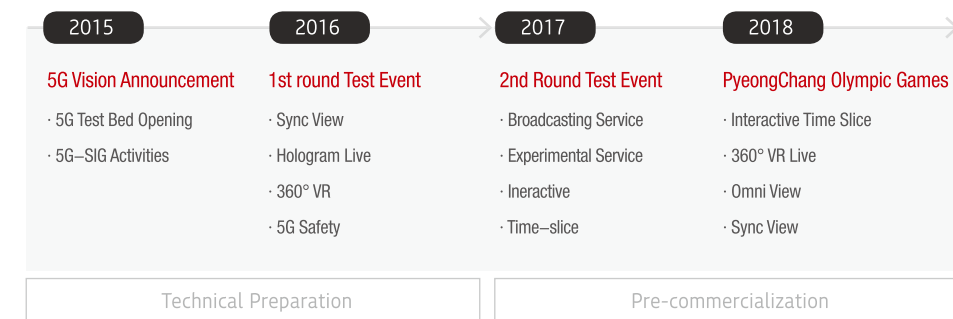 2015
2016
2017
2018
5G Vision Announcement
· 5G Test Bed Opening
· 5G–SIG Activities
1st round Test Event
· Sync View
· Hologram Live
· 360° VR
· 5G Safety
2nd Round Test Event
· Broadcasting Service
· Experimental Service
· Ineractive
· Time–slice
PyeongChang Olympic Games
· Interactive Time Slice
· 360° VR Live
· Omni View
· Sync View
Technical Preparation
Pre-commercialization